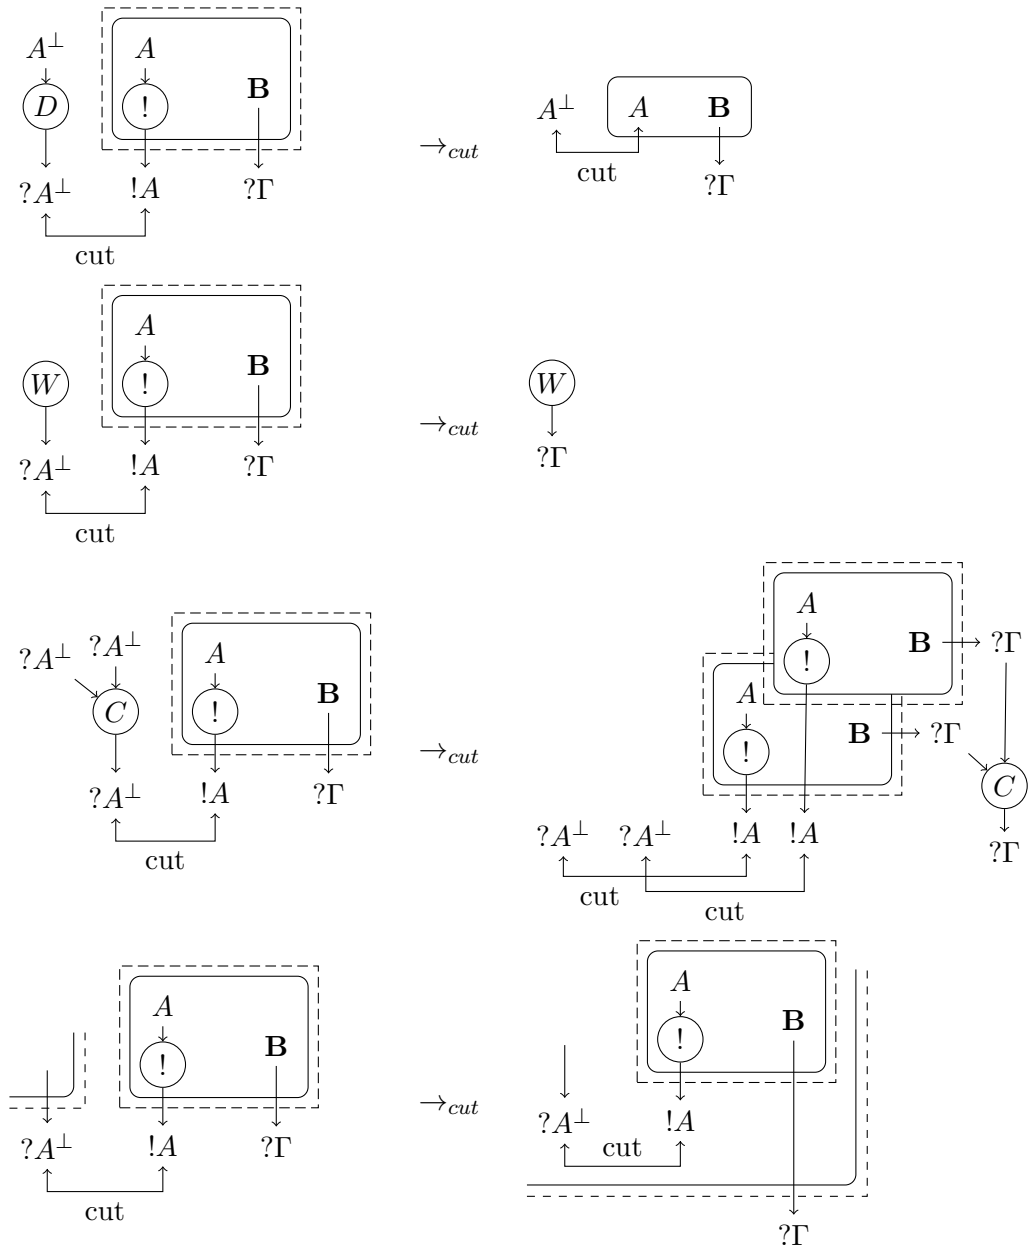 A⊥ A
D ! B A⊥ A B
→cut
?A⊥ !A ?Γ cut ?Γ
cut
A
W ! B W
→cut
?A⊥ !A ?Γ ?Γ
cut
A
?A⊥ ?A⊥ A ! B ?Γ
C ! B A
→cut
! B ?Γ
?A⊥ !A ?Γ C
?A⊥ ?A⊥ !A !A ?Γ
cut cut
cut
A A
! B ! B
→cut
?A⊥ !A ?Γ ?A⊥ !A
cut
cut
?Γ